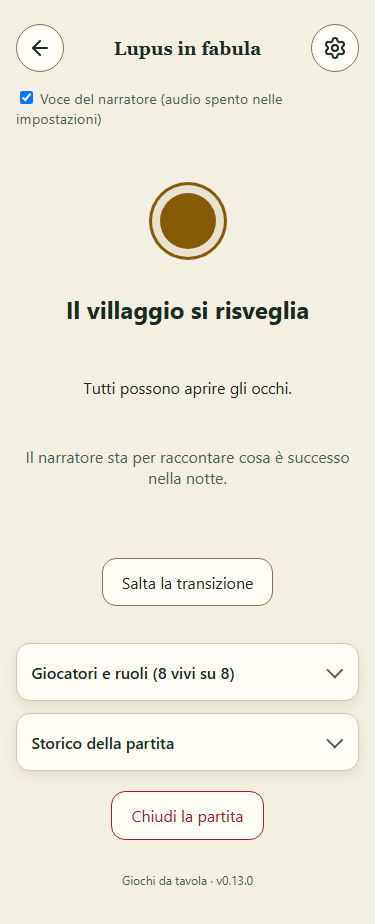 Lupus in fabula
Voce del narratore (audio spento nelle
impostazioni)
Il villaggio si risveglia
Tutti possono aprire gli occhi.
Il narratore sta per raccontare cosa è successo
nella notte.
Salta la transizione
Giocatori e ruoli (8 vivi su 8)
Storico della partita
Chiudi la partita
Giochi da tavola · v0.13.0